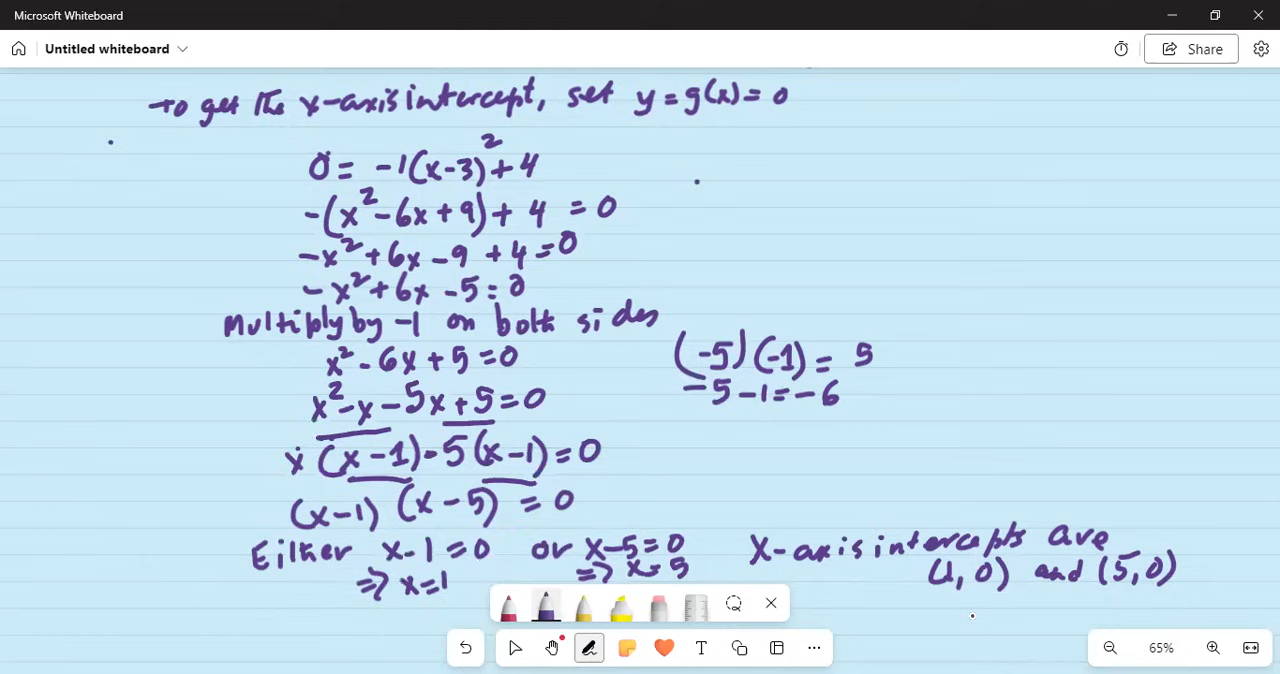 Microsoft Whiteboard
Untitled whiteboard
Share
to get the x-axis intercept, set y = g(x) = 0
0 = -1(x-3)² + 4
-(x² - 6x + 9) + 4 = 0
-x² + 6x - 9 + 4 = 0
-x² + 6x - 5 = 0
Multiply by -1 on both sides
x² - 6x + 5 = 0
(-5)(-1) = 5
-5 - 1 = -6
x² - x - 5x + 5 = 0
x(x-1) - 5(x-1) = 0
(x-1)(x-5) = 0
Either x-1 = 0 or x-5 = 0
=> x = 1 => x = 5
X-axis intercepts are
(1, 0) and (5, 0)
65%